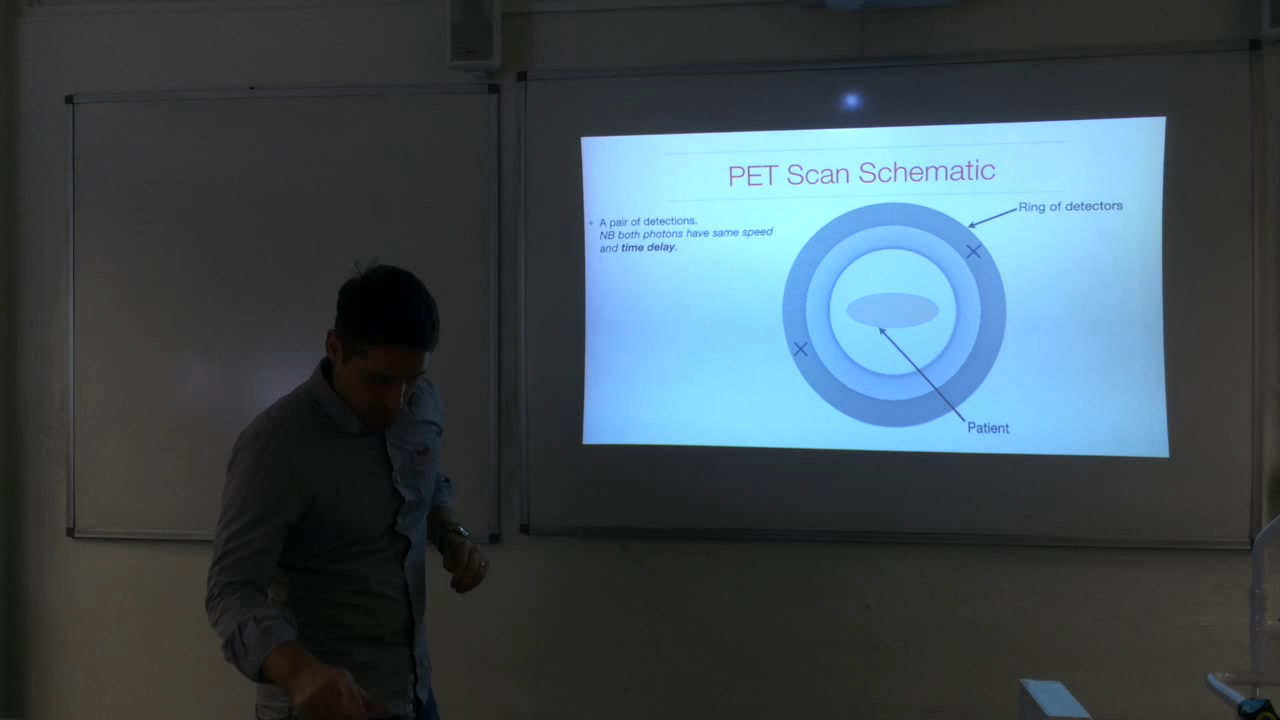 PET Scan Schematic
A pair of detections.
NB both photons have same speed
and time delay.
Ring of detectors
Patient